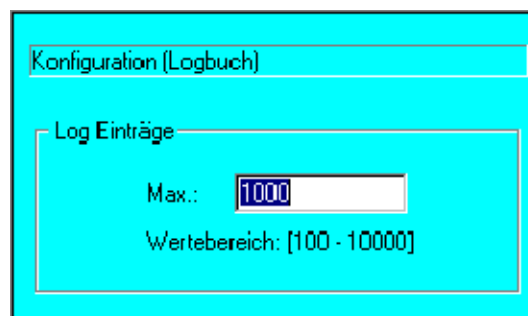 Konfiguration (Logbuch)
Log Einträge
Max.: 1000
Wertebereich: [100 - 10000]